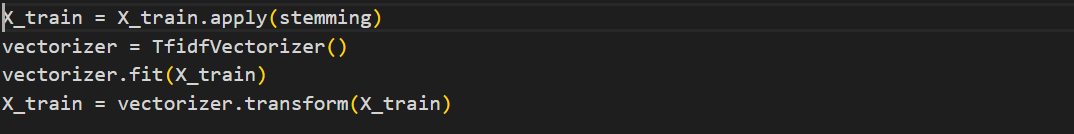 X_train = X_train.apply(stemming)
vectorizer = TfidfVectorizer()
vectorizer.fit(X_train)
X_train = vectorizer.transform(X_train)